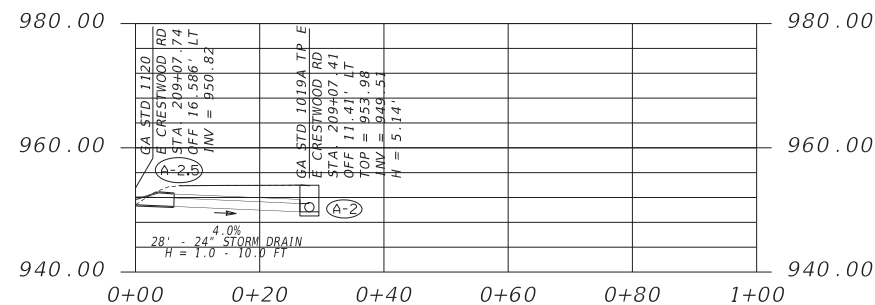 980.00
980.00
GA STD 1120
E CRESTWOOD RD
STA. 209+07.74
OFF 16.586' LT
INV = 950.82
GA STD 1019A TP E
E CRESTWOOD RD
STA. 209+07.41
OFF 11.41' LT
TOP = 953.98
INV = 949.51
H = 5.14'
960.00
960.00
A-2.5
A-2
4.0%
28' - 24" STORM DRAIN
H = 1.0 - 10.0 FT
940.00
940.00
0+00
0+20
0+40
0+60
0+80
1+00